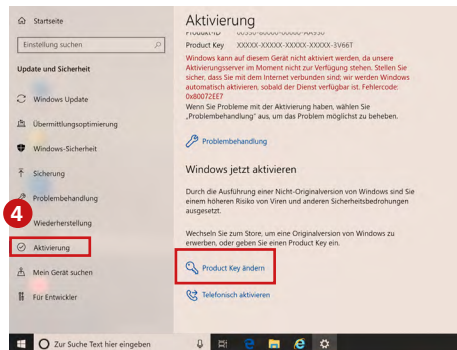 Startseite
Einstellung suchen
Update und Sicherheit
Windows Update
Übermittlungsoptimierung
Windows-Sicherheit
Sicherung
Problembehandlung
4
Wiederherstellung
Aktivierung
Mein Gerät suchen
Für Entwickler
Aktivierung
Product Key XXXXX-XXXXX-XXXXX-XXXXX-3V66T
Windows kann auf diesem Gerät nicht aktiviert werden, da unsere
Aktivierungsserver im Moment nicht zur Verfügung stehen. Stellen Sie
sicher, dass Sie mit dem Internet verbunden sind; wir werden Windows
automatisch aktivieren, sobald der Dienst verfügbar ist. Fehlercode:
0x80072EE7
Wenn Sie Probleme mit der Aktivierung haben, wählen Sie
„Problembehandlung" aus, um das Problem möglichst zu beheben.
Problembehandlung
Windows jetzt aktivieren
Durch die Ausführung einer Nicht-Originalversion von Windows sind Sie
einem höheren Risiko von Viren und anderen Sicherheitsbedrohungen
ausgesetzt.
Wechseln Sie zum Store, um eine Originalversion von Windows zu
erwerben, oder geben Sie einen Product Key ein.
Product Key ändern
Telefonisch aktivieren
Zur Suche Text hier eingeben